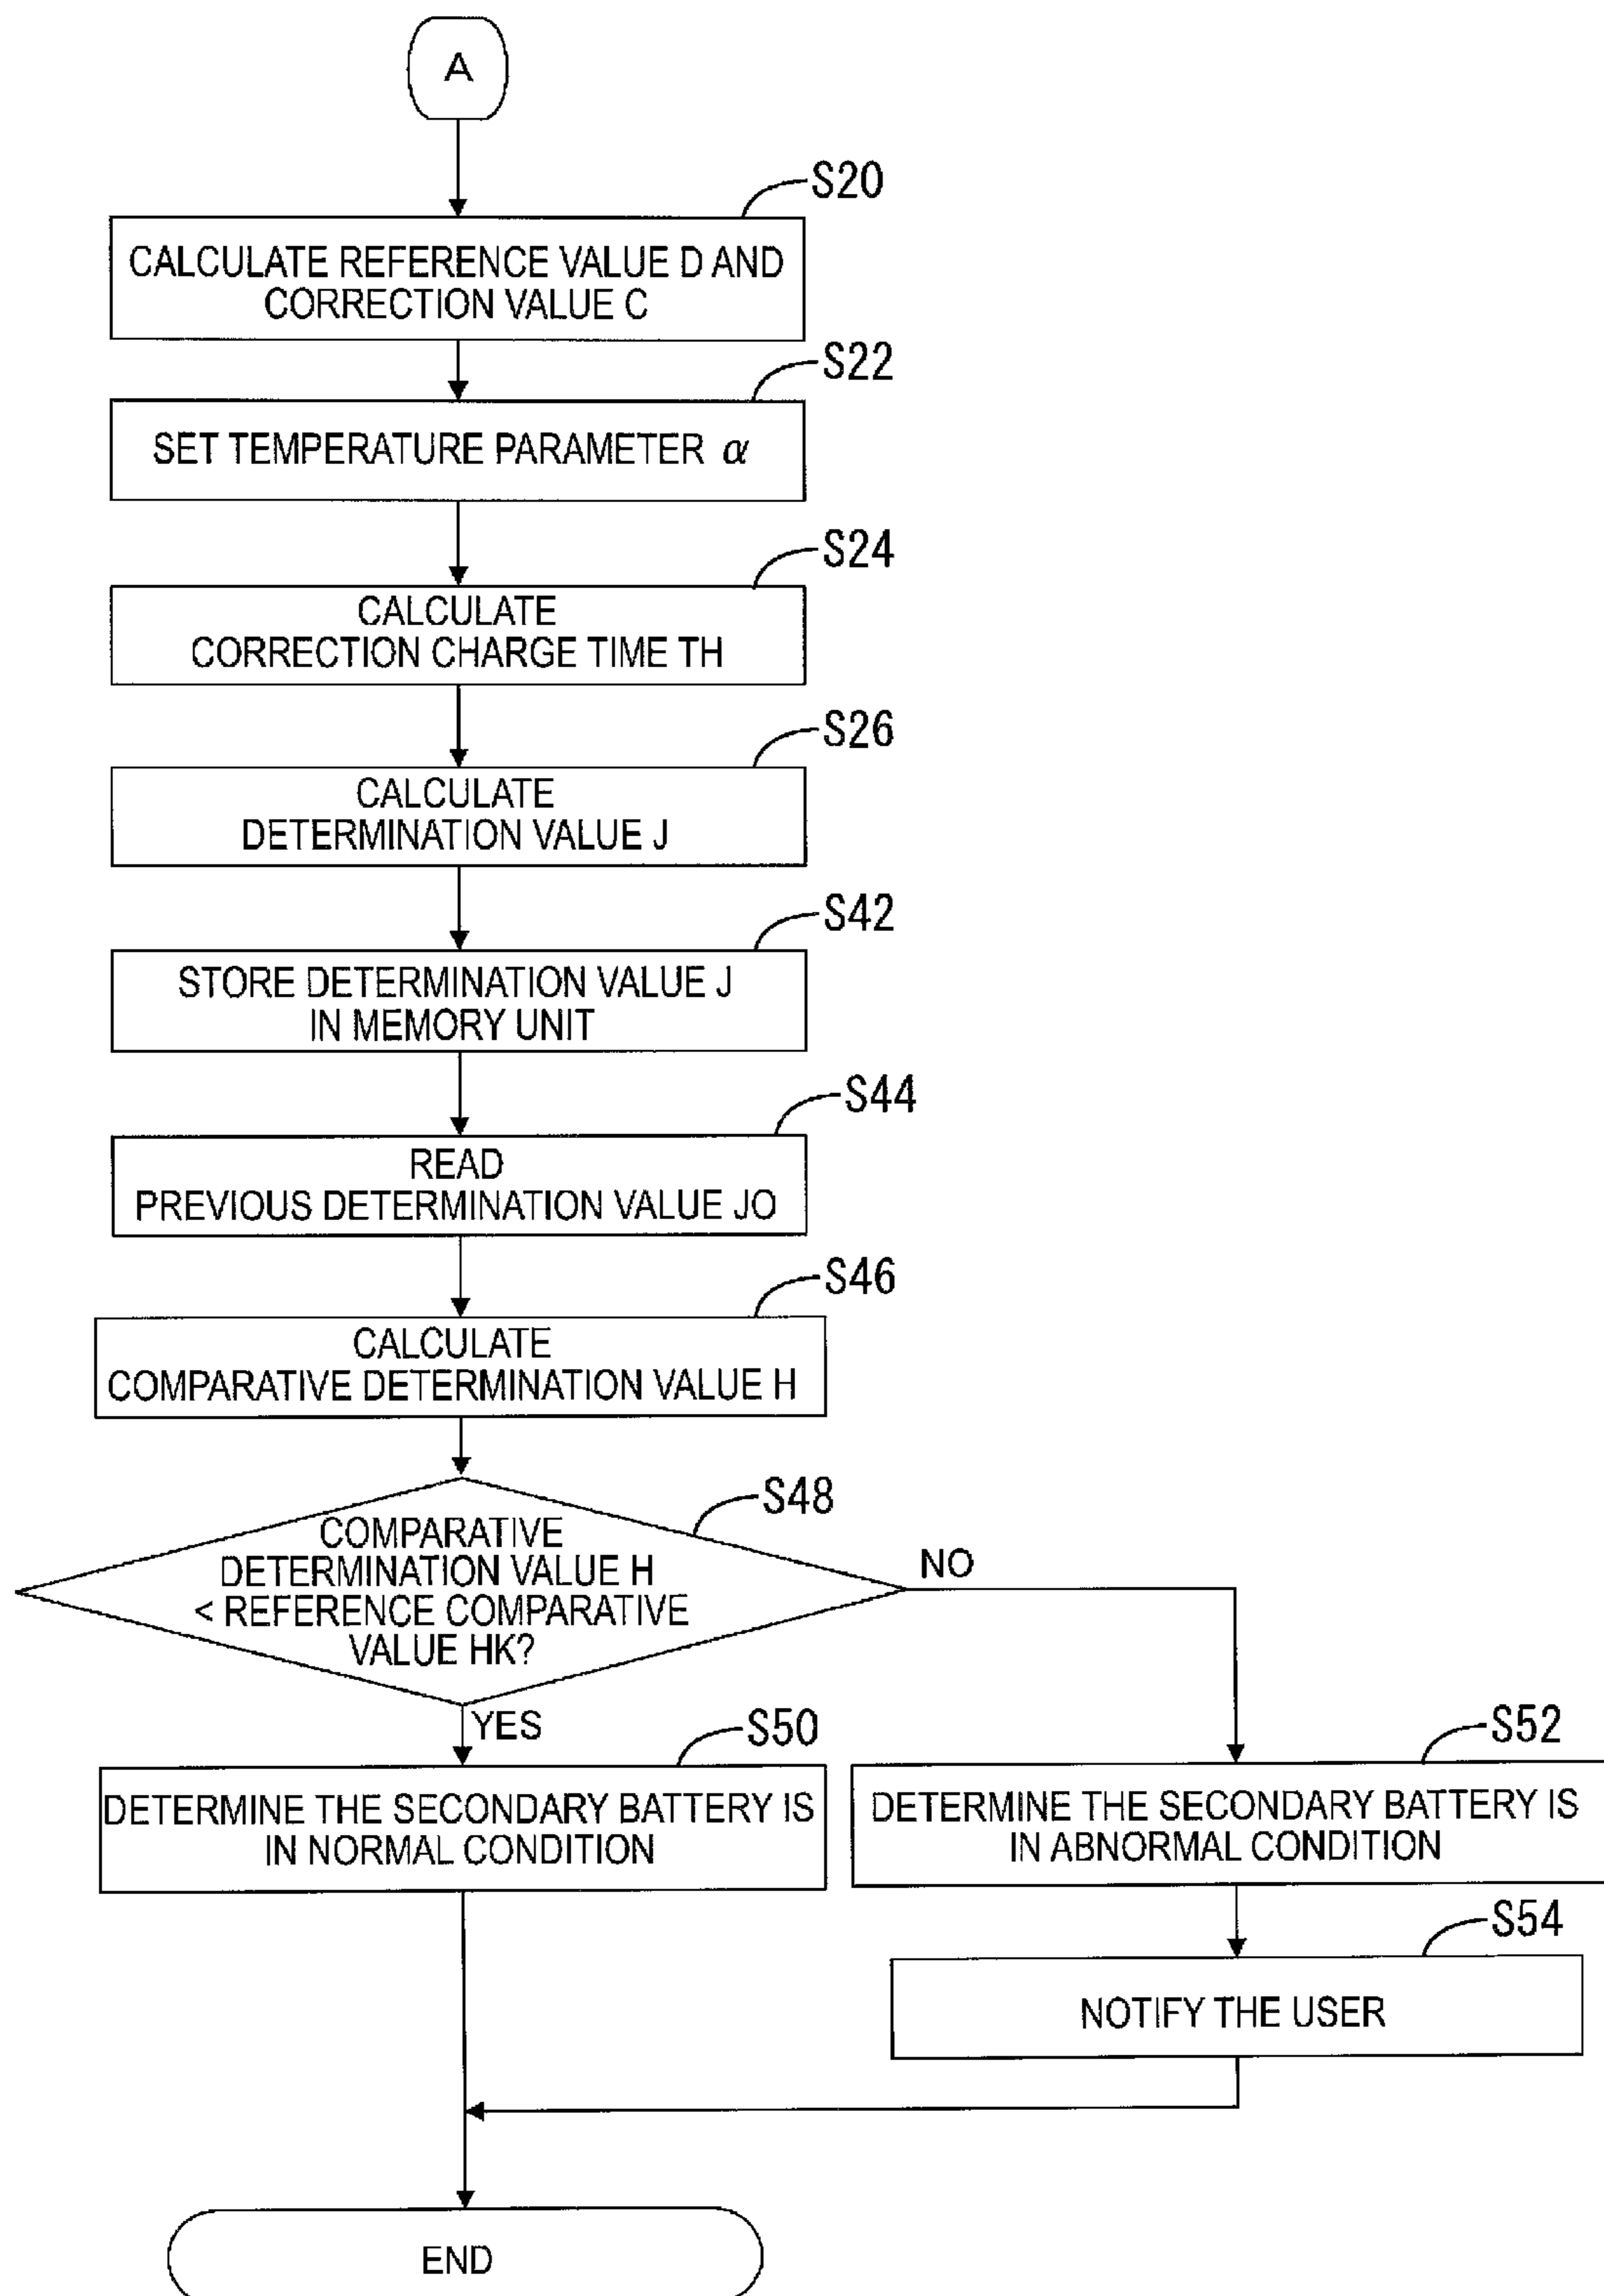 A
S20
CALCULATE REFERENCE VALUE D AND
CORRECTION VALUE C
S22
SET TEMPERATURE PARAMETER α
S24
CALCULATE
CORRECTION CHARGE TIME TH
S26
CALCULATE
DETERMINATION VALUE J
S42
STORE DETERMINATION VALUE J
IN MEMORY UNIT
S44
READ
PREVIOUS DETERMINATION VALUE JO
S46
CALCULATE
COMPARATIVE DETERMINATION VALUE H
S48
COMPARATIVE
DETERMINATION VALUE H
< REFERENCE COMPARATIVE
VALUE HK?
NO
YES
S50
DETERMINE THE SECONDARY BATTERY IS
IN NORMAL CONDITION
S52
DETERMINE THE SECONDARY BATTERY IS
IN ABNORMAL CONDITION
S54
NOTIFY THE USER
END